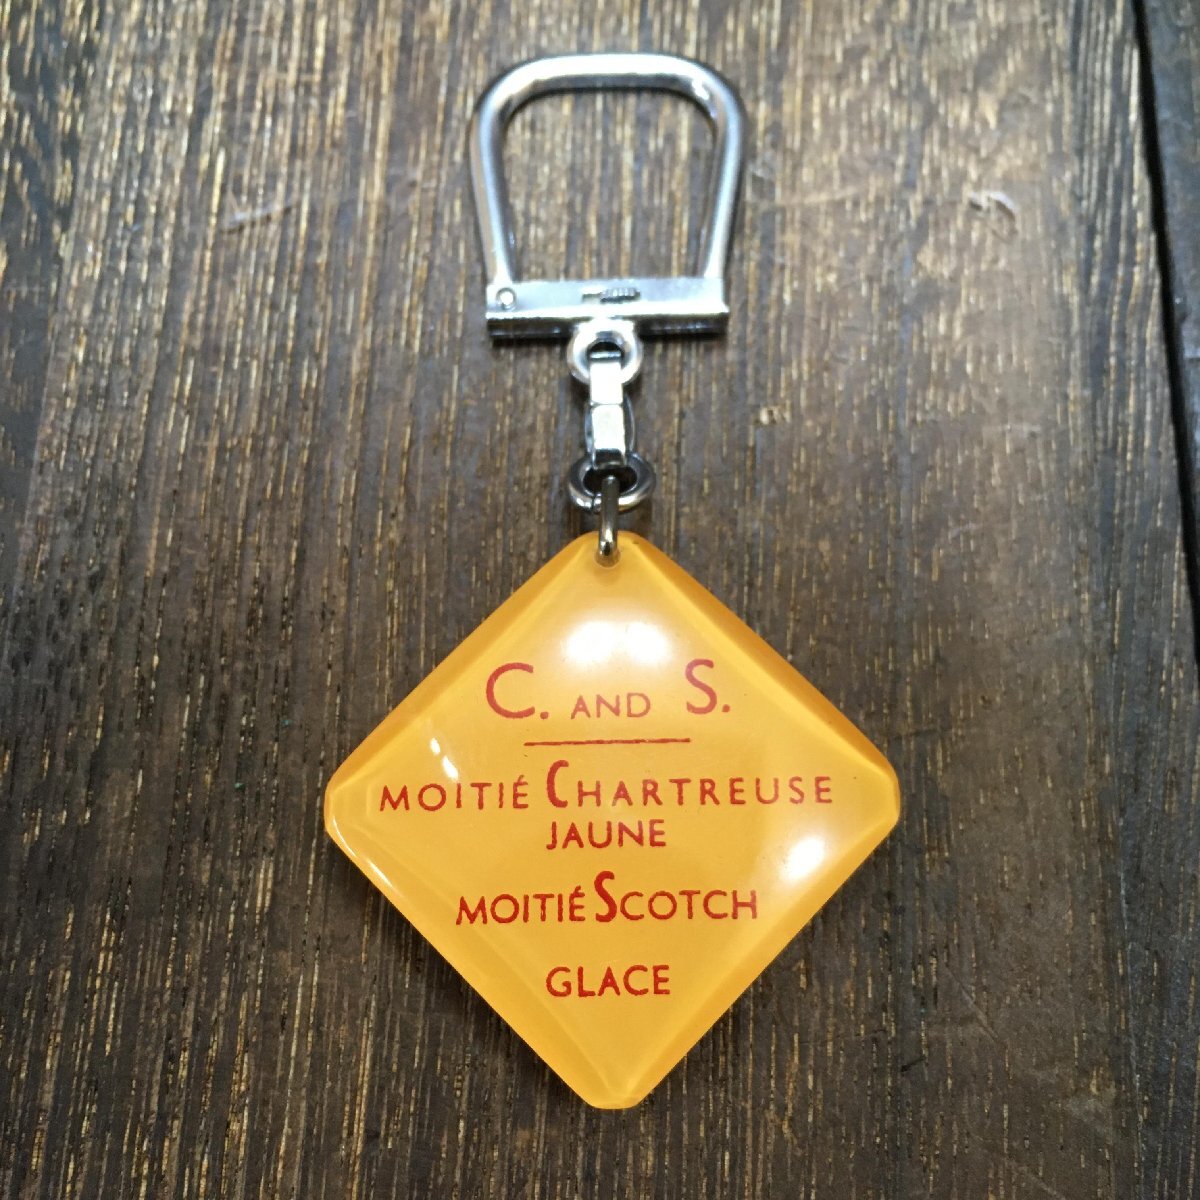 C. AND S.
MOITIÉ CHARTREUSE
JAUNE
MOITIÉ SCOTCH
GLACE